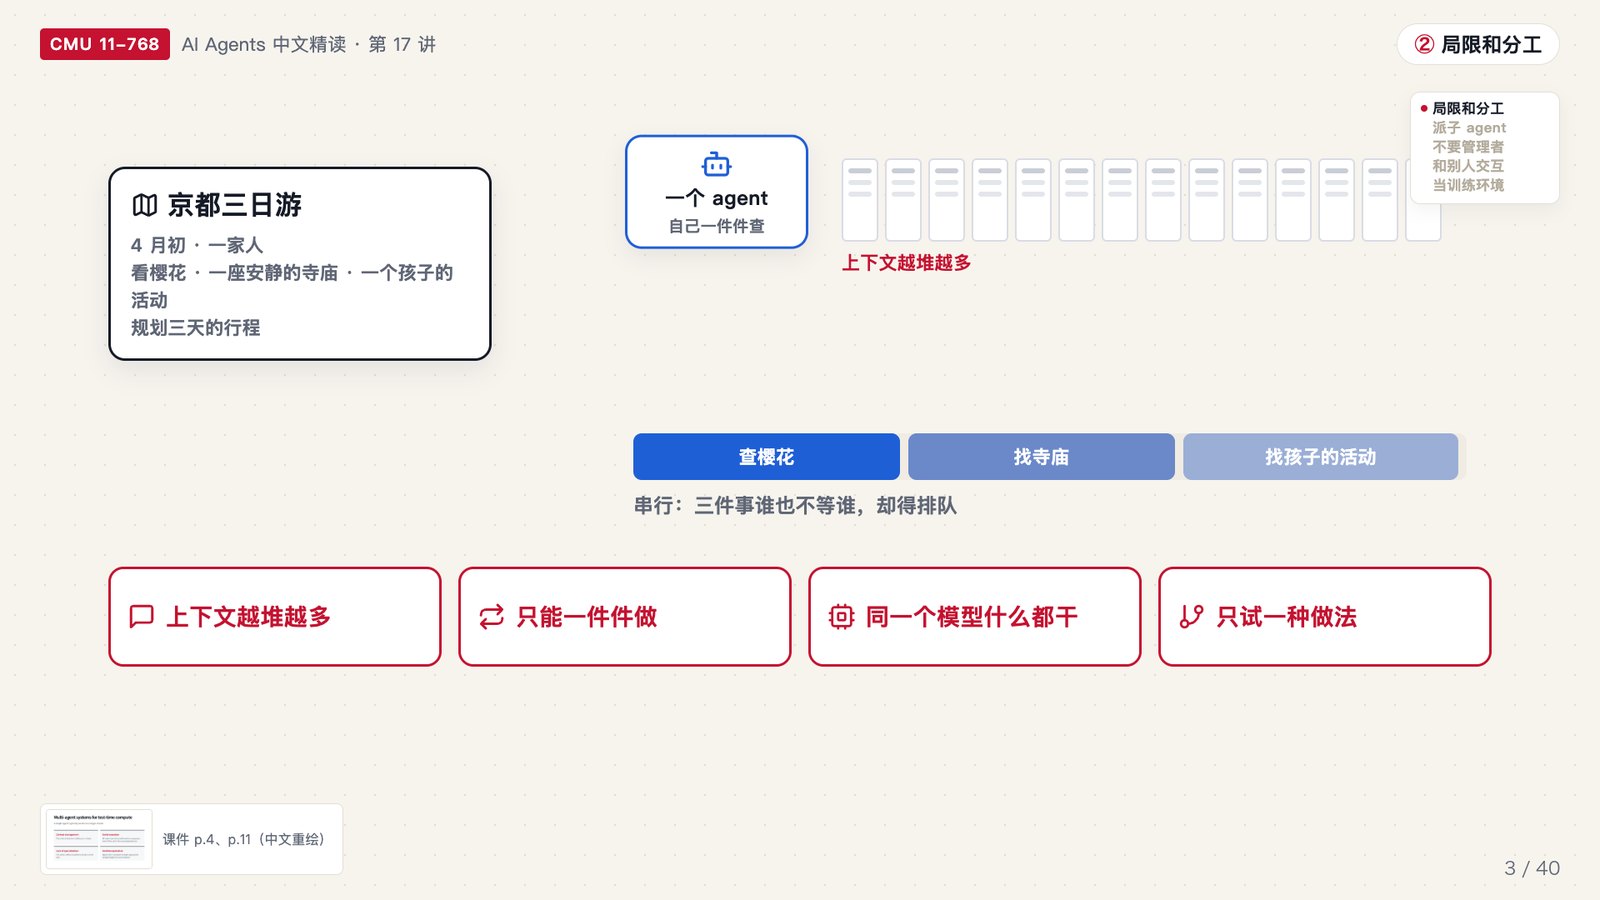 CMU 11-768 AI Agents 中文精读 · 第 17 讲
② 局限和分工
局限和分工
派子 agent
不要管理者
和别人交互
当训练环境
京都三日游
4 月初 · 一家人
看樱花 · 一座安静的寺庙 · 一个孩子的
活动
规划三天的行程
一个 agent
自己一件件查
上下文越堆越多
查樱花
找寺庙
找孩子的活动
串行：三件事谁也不等谁，却得排队
上下文越堆越多
只能一件件做
同一个模型什么都干
只试一种做法
Multi-agent systems for test-time compute
课件 p.4、p.11（中文重绘）
3 / 40